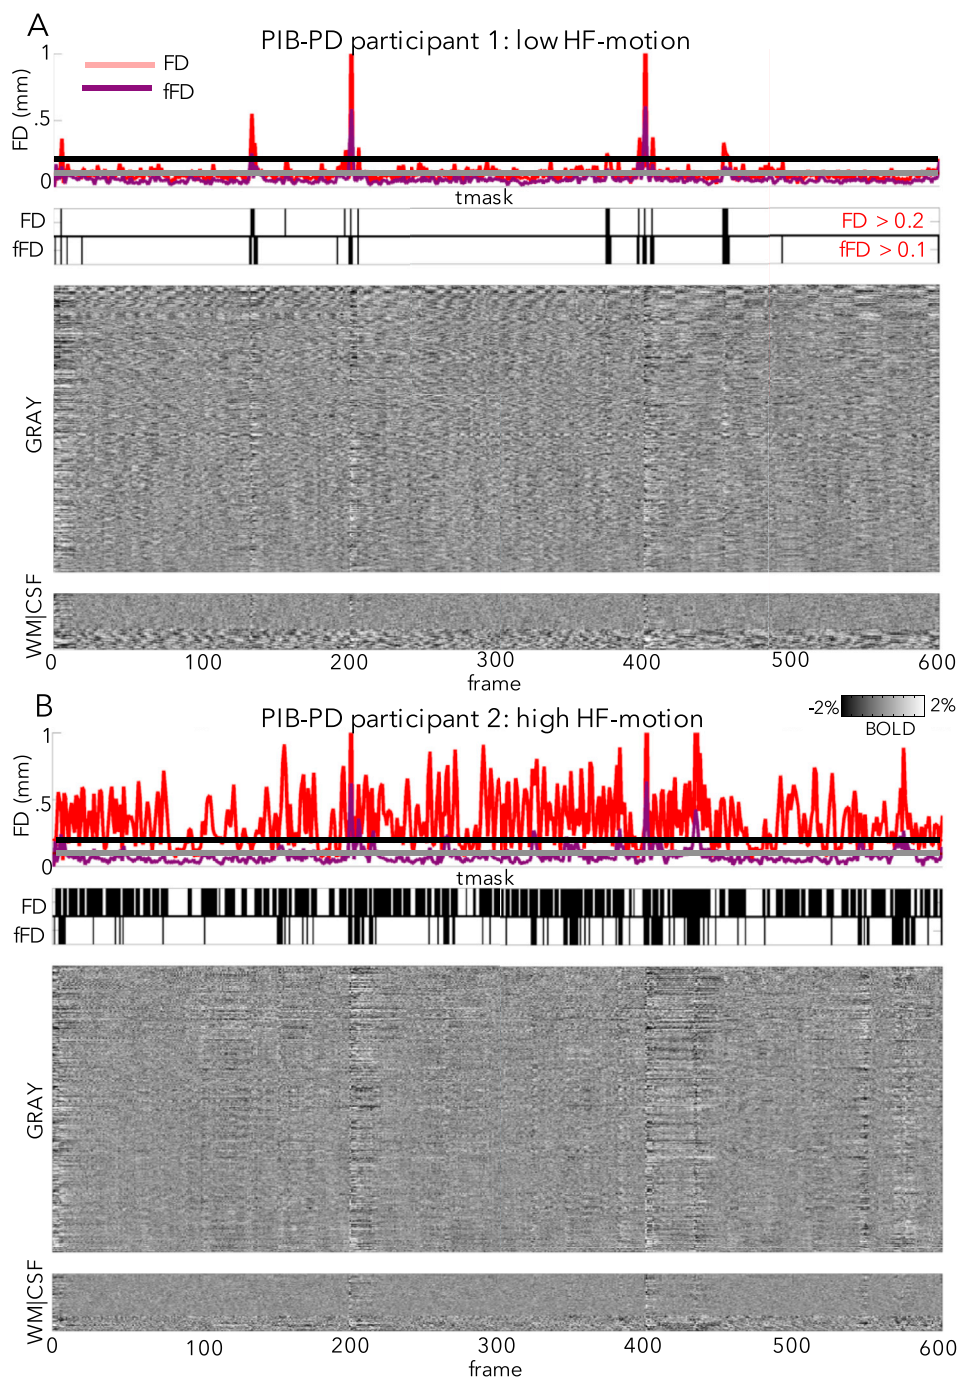 A
PIB-PD participant 1: low HF-motion
FD
fFD
FD (mm)
1
.5
0
tmask
FD
FD > 0.2
fFD
fFD > 0.1
GRAY
WM|CSF
0 100 200 300 400 500 600
frame
B
PIB-PD participant 2: high HF-motion
-2% 2%
BOLD
FD (mm)
1
.5
0
tmask
FD
fFD
GRAY
WM|CSF
0 100 200 300 400 500 600
frame